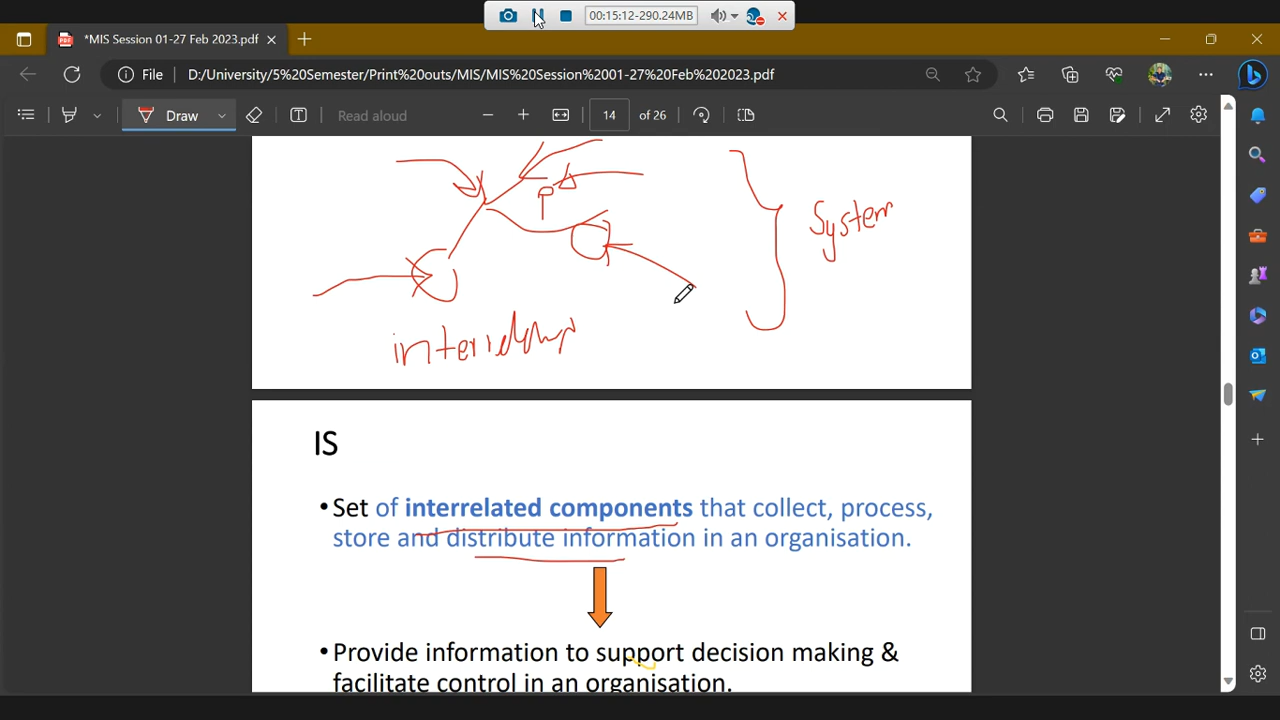 00:15:12-290.24MB
*MIS Session 01-27 Feb 2023.pdf
File D:/University/5%20Semester/Print%20outs/MIS/MIS%20Session%2001-27%20Feb%202023.pdf
Draw Read aloud 14 of 26
P
System
IS
•Set of interrelated components that collect, process,
store and distribute information in an organisation.
•Provide information to support decision making &
facilitate control in an organisation.